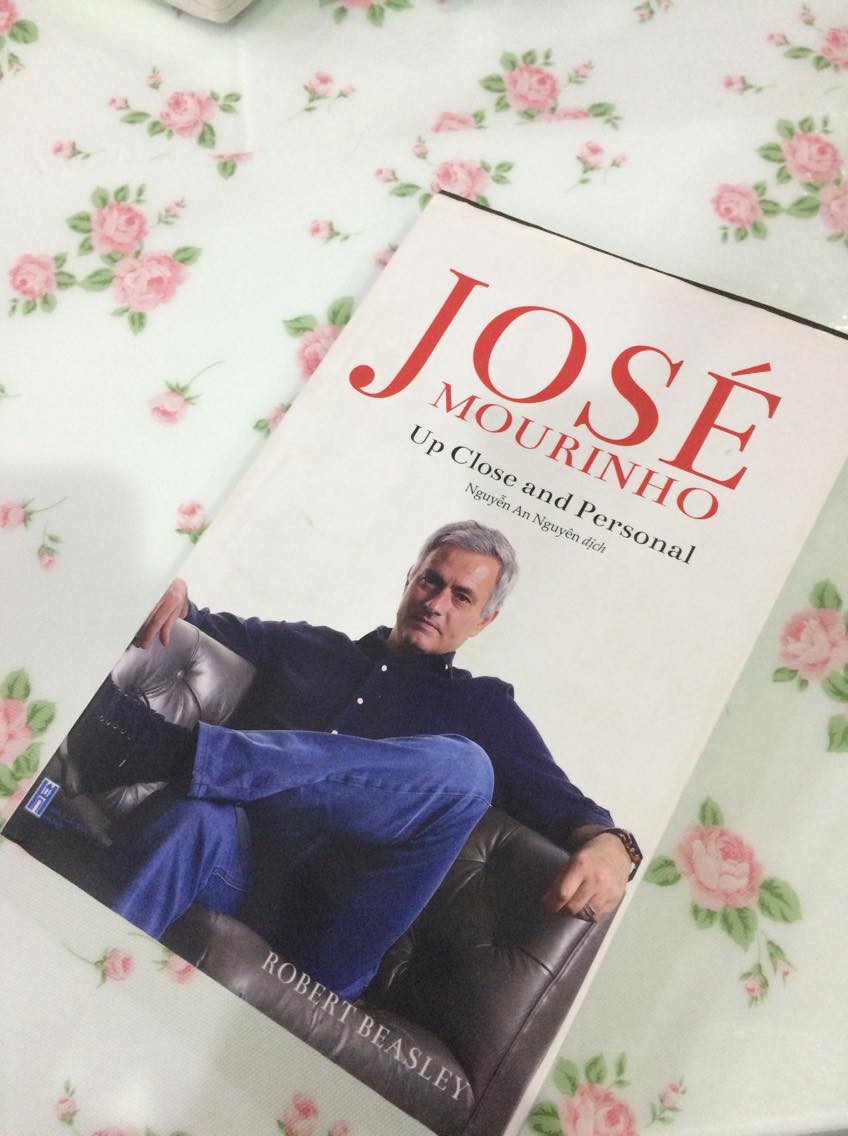 JOSÉ
MOURINHO
Up Close and Personal
Nguyễn An Nguyên dịch
ROBERT BEASLEY